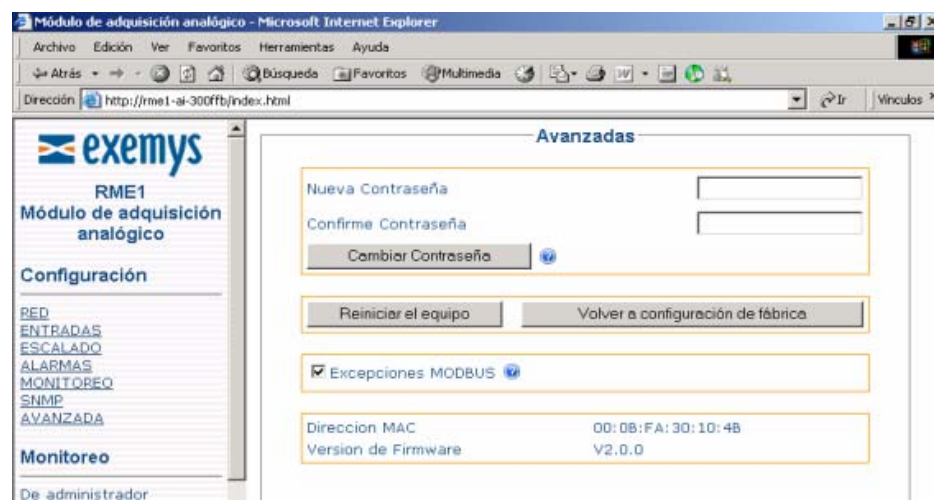 Módulo de adquisición analógico - Microsoft Internet Explorer
Archivo Edición Ver Favoritos Herramientas Ayuda
Atrás Búsqueda Favoritos Multimedia
Dirección http://rme1-ai-300ffb/index.html Ir Vínculos
exemys
RME1
Módulo de adquisición
analógico
Configuración
RED
ENTRADAS
ESCALADO
ALARMAS
MONITOREO
SNMP
AVANZADA
Monitoreo
De administrador
Avanzadas
Nueva Contraseña
Confirme Contraseña
Cambiar Contraseña
Reiniciar el equipo Volver a configuración de fábrica
Excepciones MODBUS
Direccion MAC 00:0B:FA:30:10:4B
Version de Firmware V2.0.0